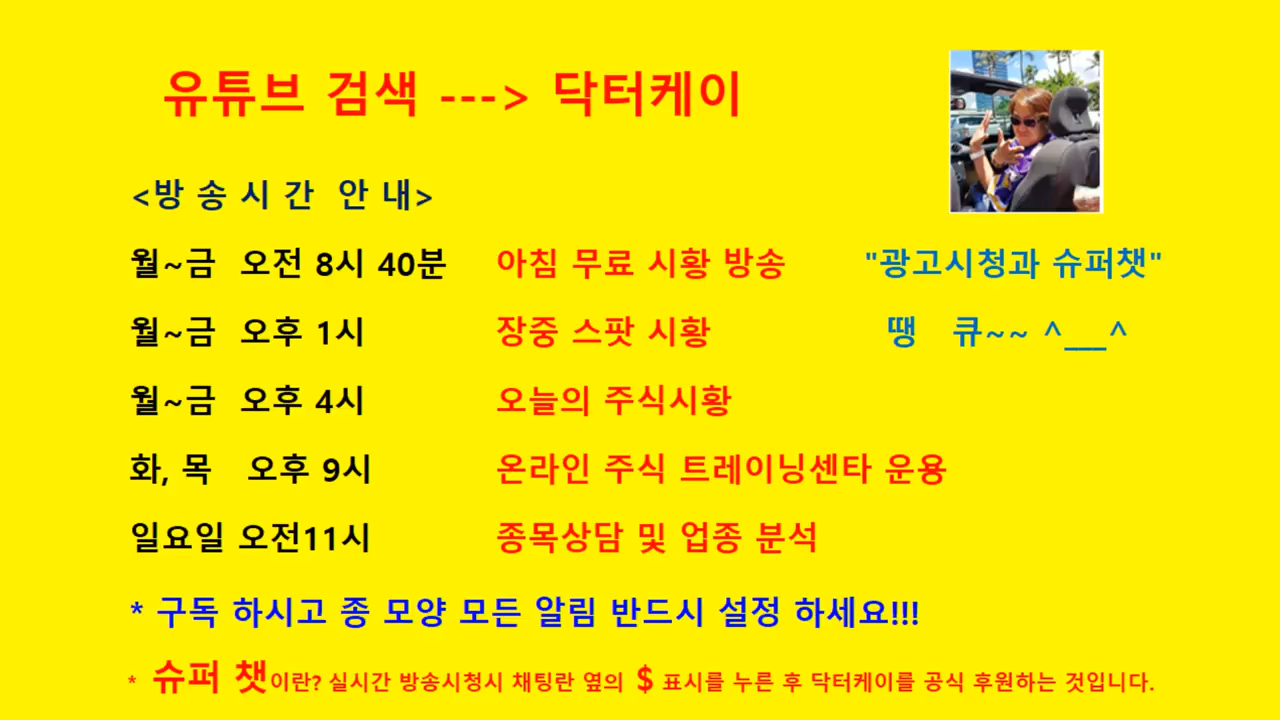 유튜브 검색 ---> 닥터케이
<방 송 시 간 안 내>
월~금 오전 8시 40분 아침 무료 시황 방송 "광고시청과 슈퍼챗"
월~금 오후 1시 장중 스팟 시황 땡 큐~~ ^___^
월~금 오후 4시 오늘의 주식시황
화, 목 오후 9시 온라인 주식 트레이닝센타 운용
일요일 오전11시 종목상담 및 업종 분석
* 구독 하시고 종 모양 모든 알림 반드시 설정 하세요!!!
* 슈퍼 챗이란? 실시간 방송시청시 채팅란 옆의 $ 표시를 누른 후 닥터케이를 공식 후원하는 것입니다.